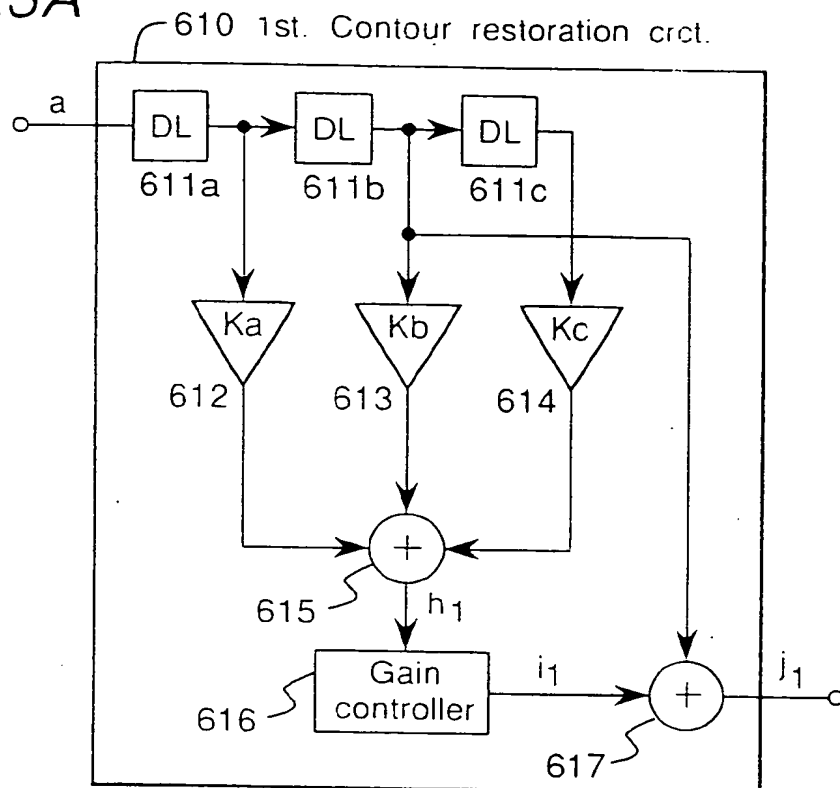 610 1st. Contour restoration crct.
a
DL DL DL
611a 611b 611c
Ka Kb Kc
612 613 614
+
615 h1
Gain
controller
i1
+
j1
616
617